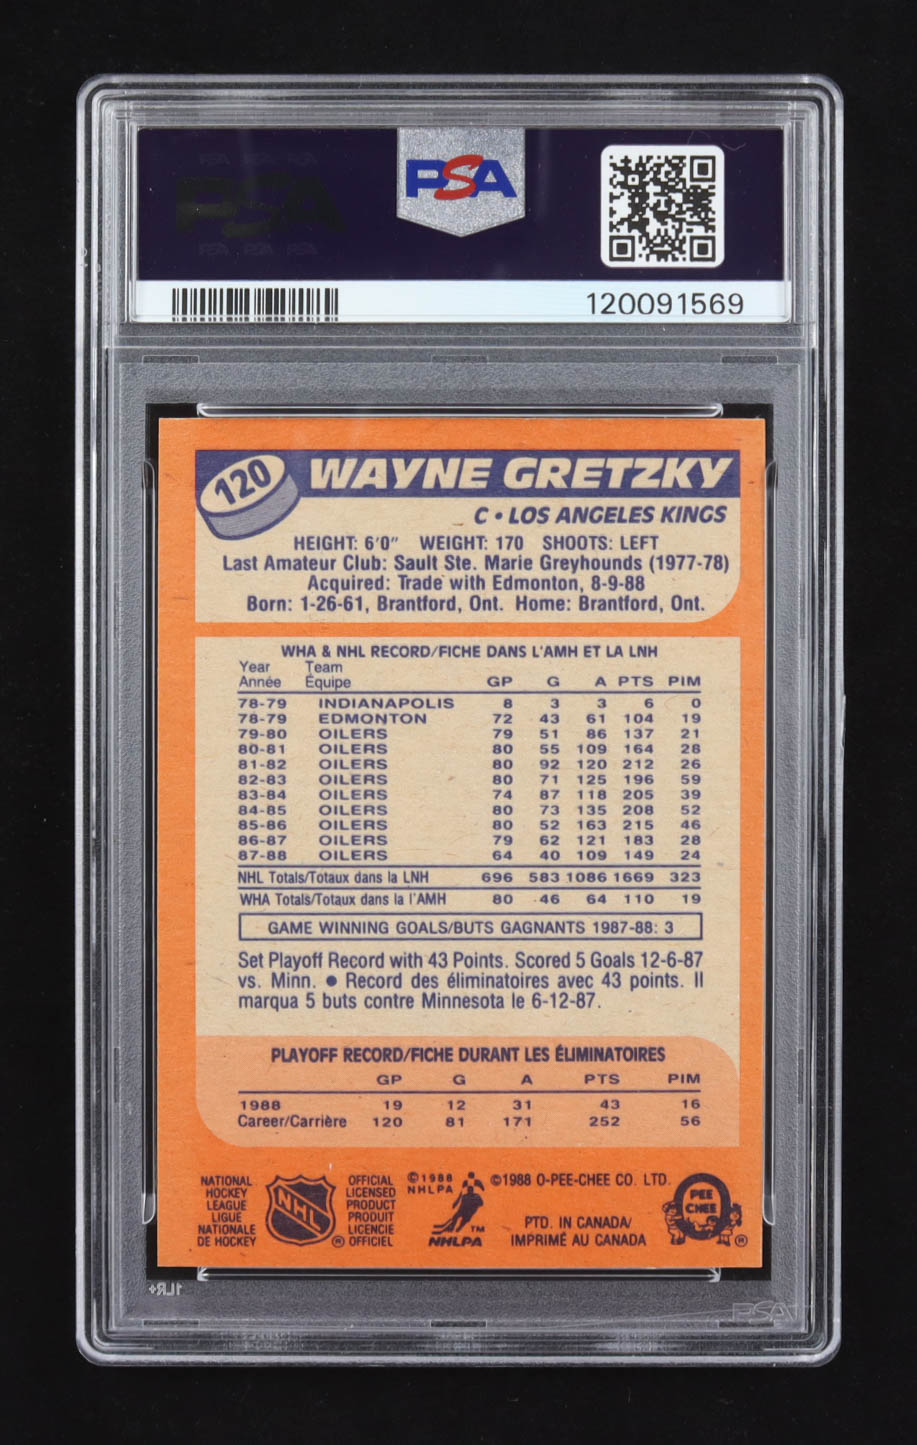 PSA
120091569
120
WAYNE GRETZKY
C • LOS ANGELES KINGS
HEIGHT: 6'0" WEIGHT: 170 SHOOTS: LEFT
Last Amateur Club: Sault Ste. Marie Greyhounds (1977-78)
Acquired: Trade with Edmonton, 8-9-88
Born: 1-26-61, Brantford, Ont. Home: Brantford, Ont.
WHA & NHL RECORD/FICHE DANS L'AMH ET LA LNH
Year Team
Année Équipe GP G A PTS PIM
78-79 INDIANAPOLIS 8 3 3 6 0
78-79 EDMONTON 72 43 61 104 19
79-80 OILERS 79 51 86 137 21
80-81 OILERS 80 55 109 164 28
81-82 OILERS 80 92 120 212 26
82-83 OILERS 80 71 125 196 59
83-84 OILERS 74 87 118 205 39
84-85 OILERS 80 73 135 208 52
85-86 OILERS 80 52 163 215 46
86-87 OILERS 79 62 121 183 28
87-88 OILERS 64 40 109 149 24
NHL Totals/Totaux dans la LNH 696 583 1086 1669 323
WHA Totals/Totaux dans la l'AMH 80 46 64 110 19
GAME WINNING GOALS/BUTS GAGNANTS 1987-88: 3
Set Playoff Record with 43 Points. Scored 5 Goals 12-6-87
vs. Minn. ● Record des éliminatoires avec 43 points. Il
marqua 5 buts contre Minnesota le 6-12-87.
PLAYOFF RECORD/FICHE DURANT LES ÉLIMINATOIRES
GP G A PTS PIM
1988 19 12 31 43 16
Career/Carrière 120 81 171 252 56
NATIONAL
HOCKEY
LEAGUE
LIGUE
NATIONALE
DE HOCKEY
NHL
®
OFFICIAL
LICENSED
PRODUCT
PRODUIT
LICENCIE
OFFICIEL
©1988
NHLPA
TM
NHLPA
©1988 O-PEE-CHEE CO. LTD.
PTD. IN CANADA/
IMPRIMÉ AU CANADA
O
PEE
CHEE
®
1LR+
PSA